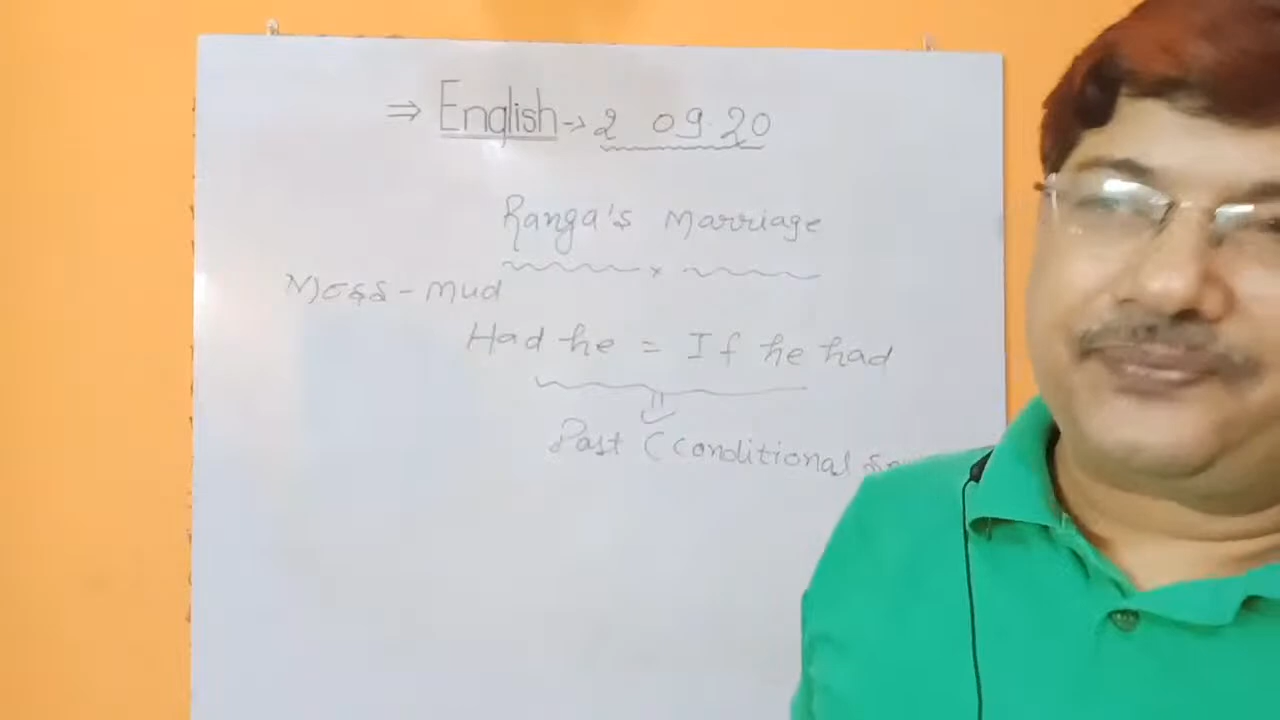 ⇒ English → 2 09.20
Ranga's Marriage
Moss - Mud
Had he = If he had
Past (conditional